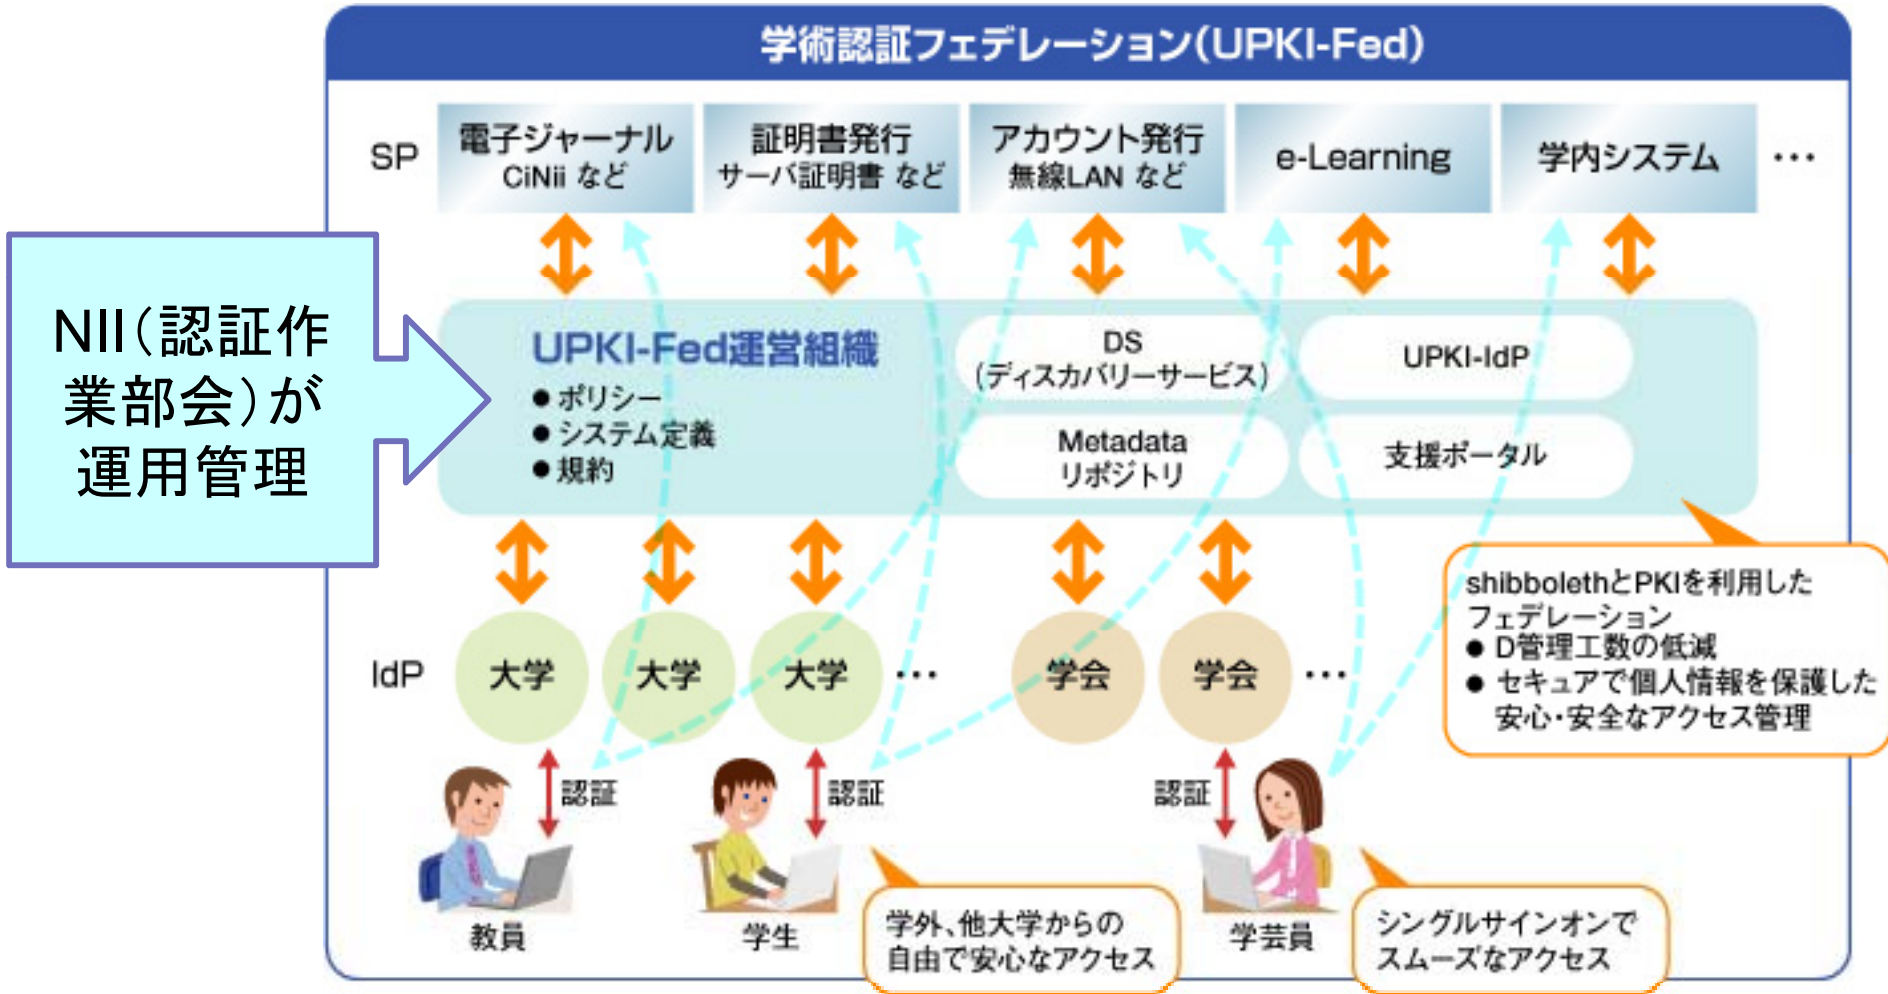 学術認証フェデレーション(UPKI-Fed)
SP
電子ジャーナル
CiNii など
証明書発行
サーバ証明書 など
アカウント発行
無線LAN など
e-Learning
学内システム
…
NII(認証作
業部会)が
運用管理
UPKI-Fed運営組織
● ポリシー
● システム定義
● 規約
DS
(ディスカバリーサービス)
UPKI-IdP
Metadata
リポジトリ
支援ポータル
shibbolethとPKIを利用した
フェデレーション
● D管理工数の低減
● セキュアで個人情報を保護した
安心・安全なアクセス管理
IdP
大学
大学
大学
…
学会
学会
…
認証
認証
認証
教員
学生
学芸員
学外、他大学からの
自由で安心なアクセス
シングルサインオンで
スムーズなアクセス